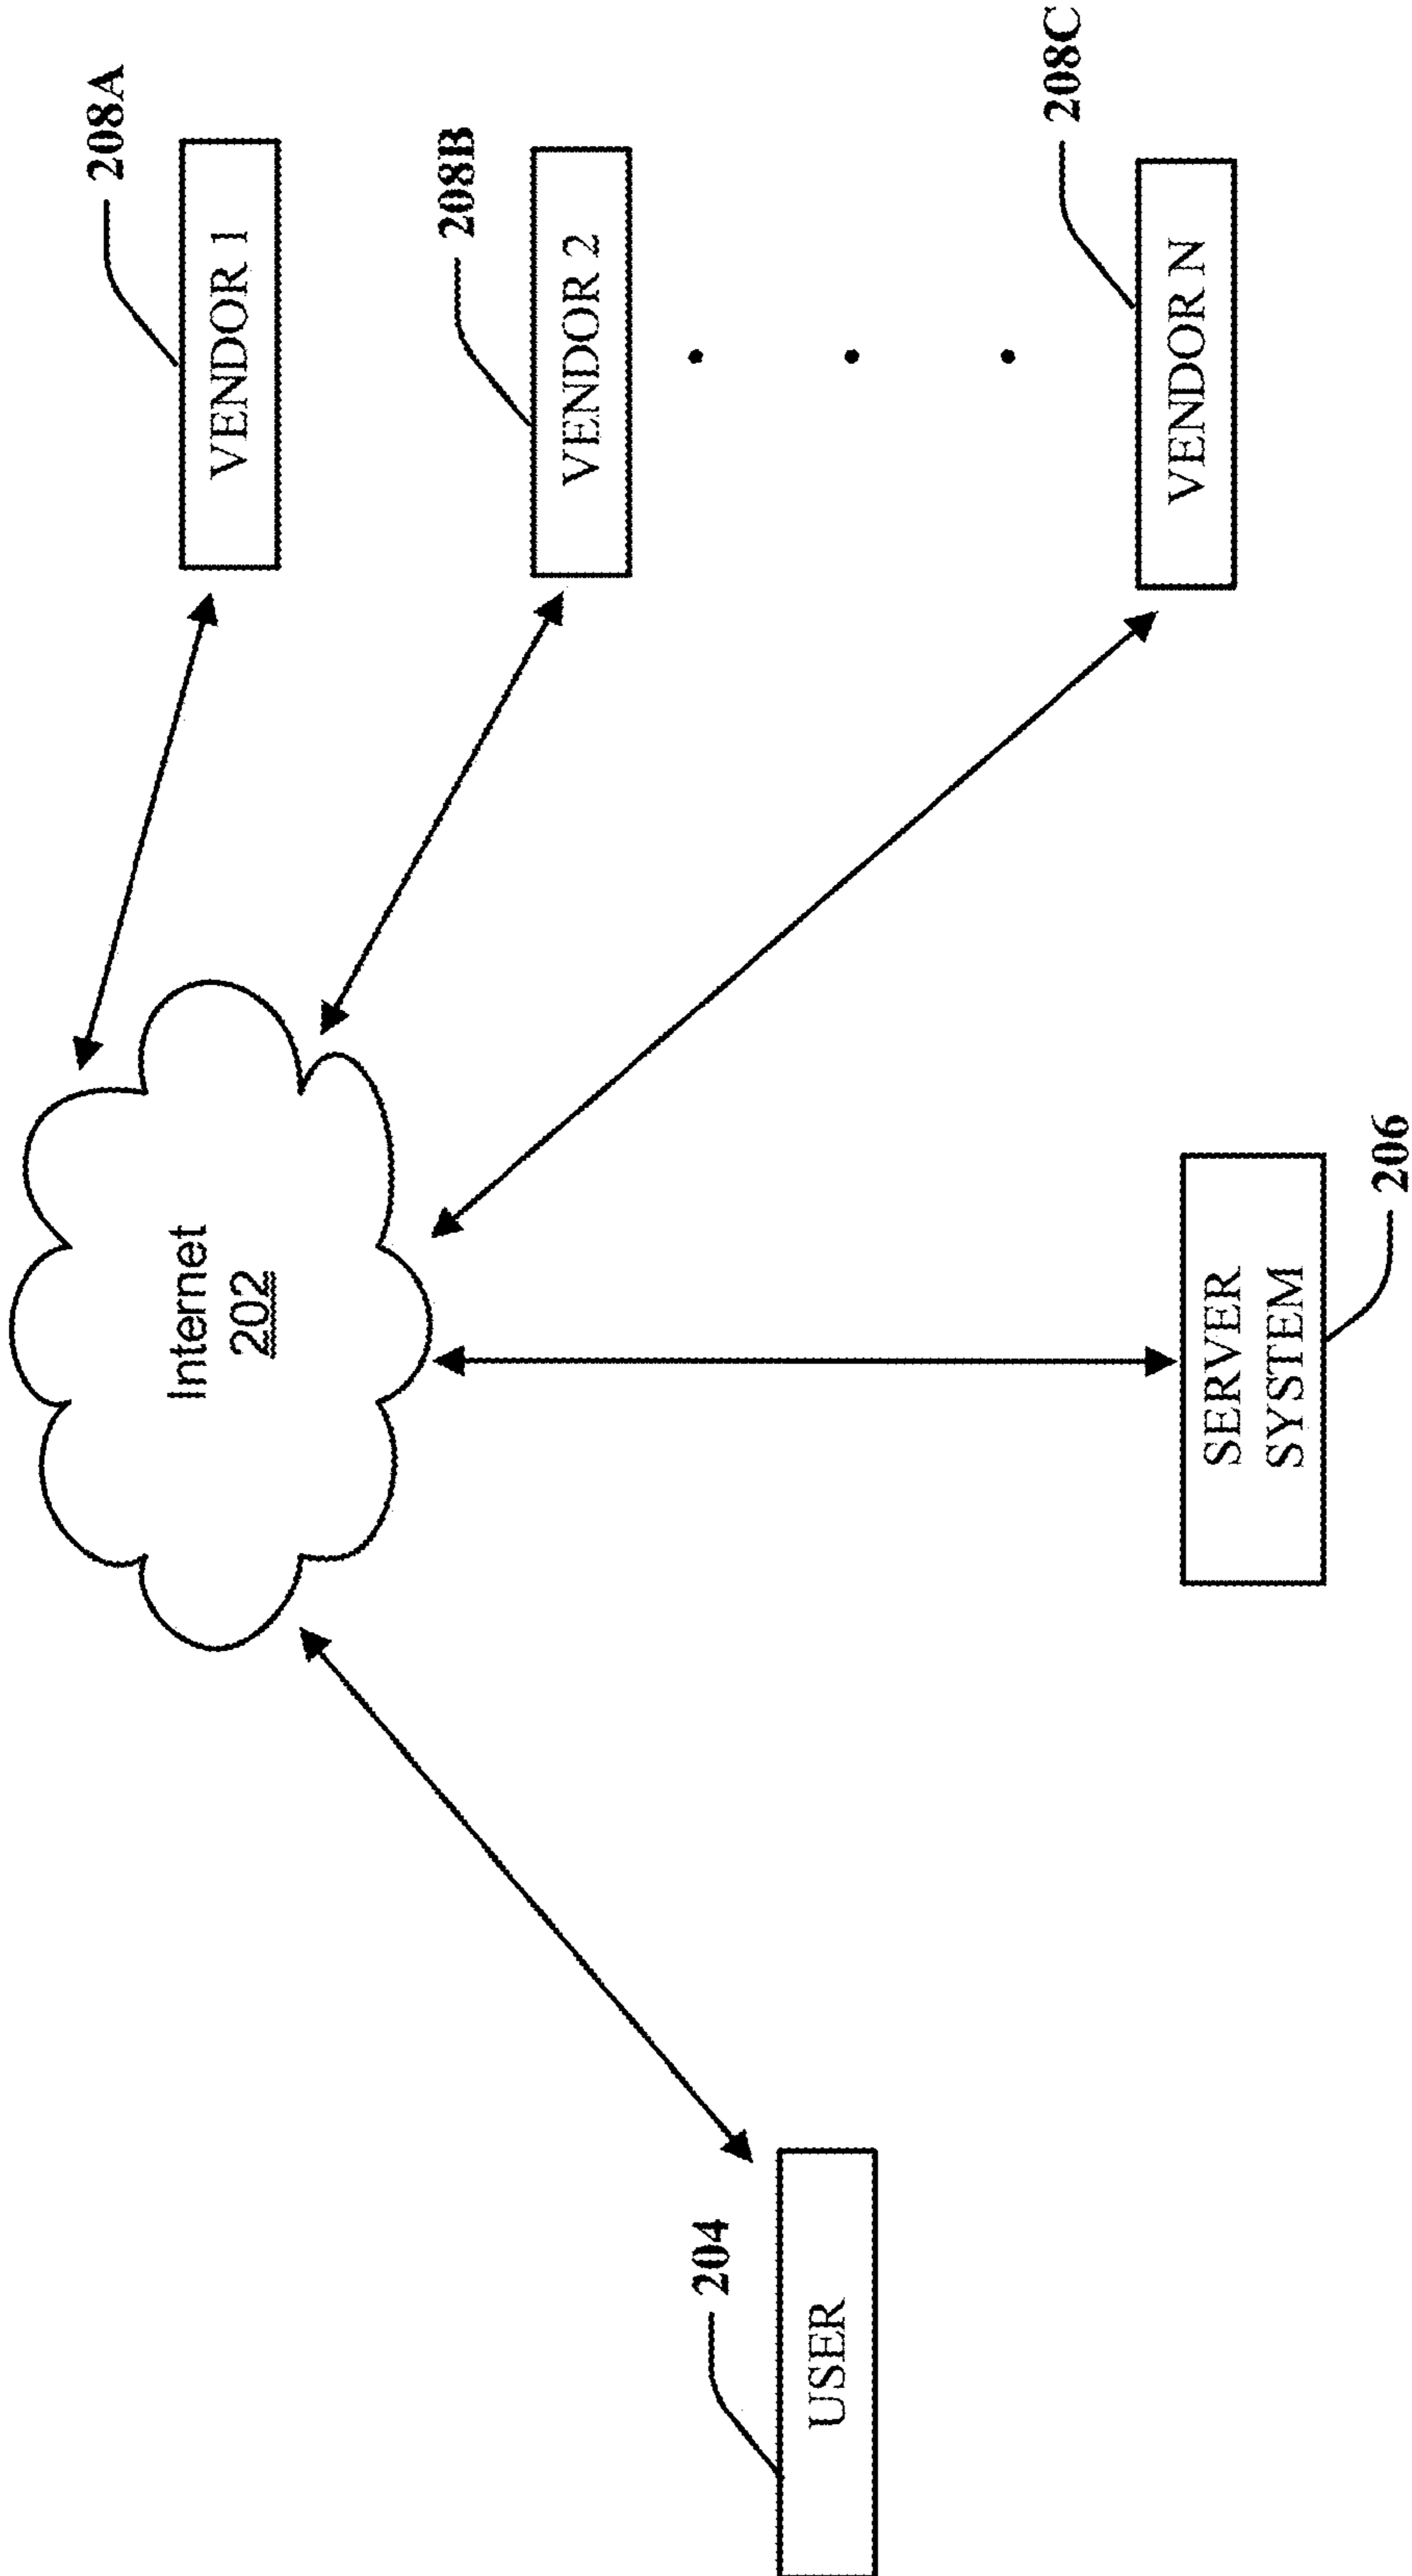 Internet
202
208A
VENDOR 1
208B
VENDOR 2
208C
VENDOR N
204
USER
SERVER
SYSTEM
206